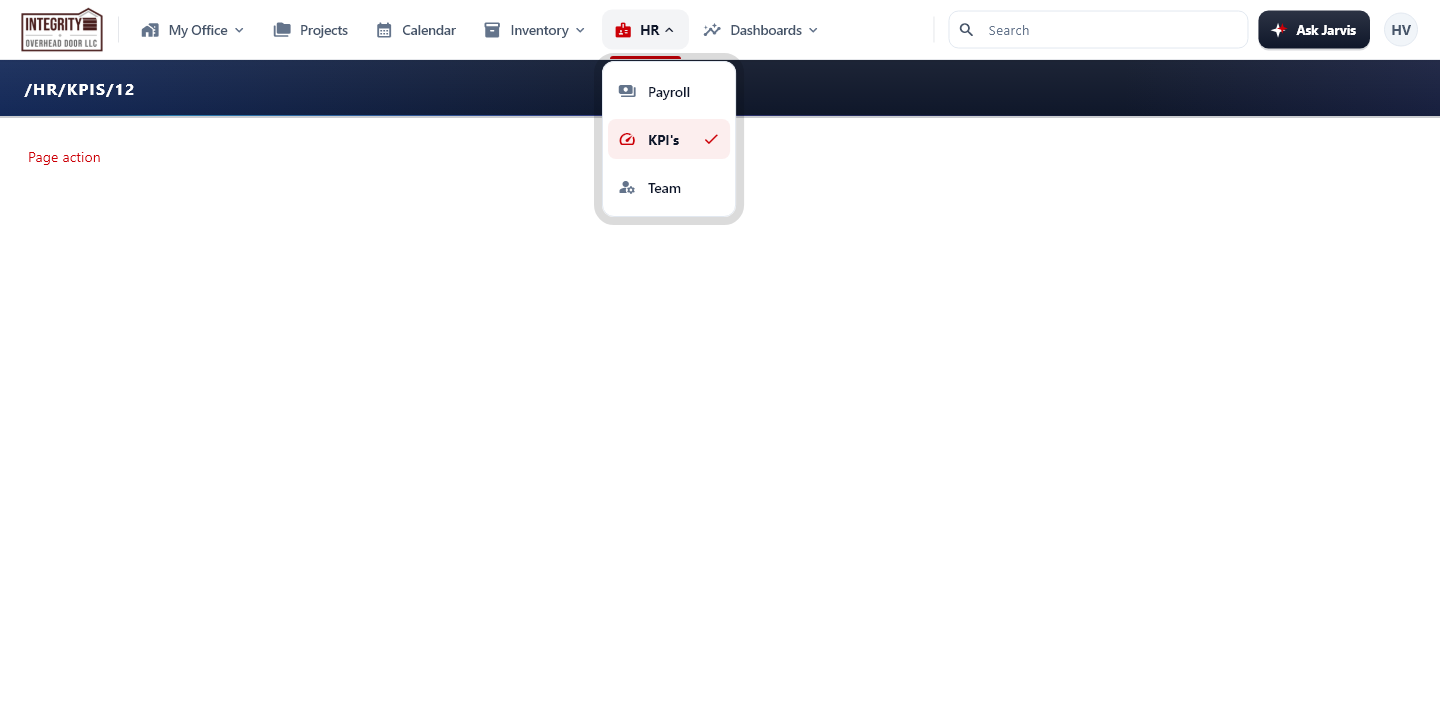 INTEGRITY
OVERHEAD DOOR LLC
My Office
Projects
Calendar
Inventory
HR
Dashboards
Search
Ask Jarvis
HV
/HR/KPIS/12
Payroll
KPI's
Team
Page action